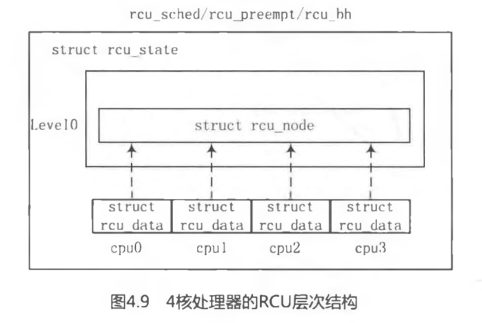 rcu_sched/rcu_preempt/rcu_bh
struct rcu_state
Level0
struct rcu_node
struct struct struct struct
rcu_data rcu_data rcu_data rcu_data
cpu0 cpu1 cpu2 cpu3
图4.9 4核处理器的RCU层次结构